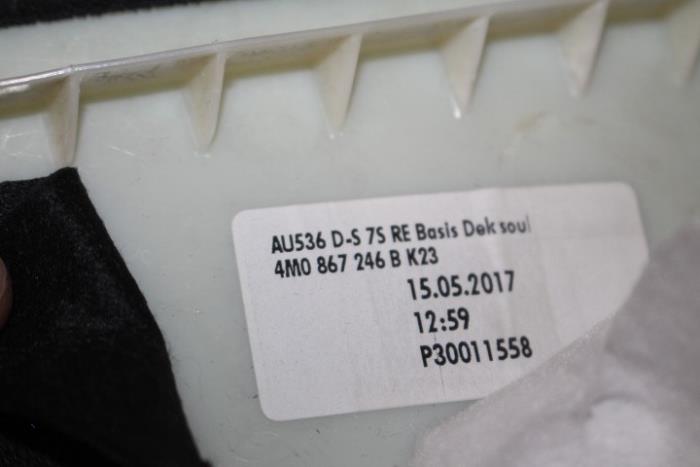 AU536 D-S 7S RE Basis Dek soul
4M0 867 246 B K23
15.05.2017
12:59
P30011558